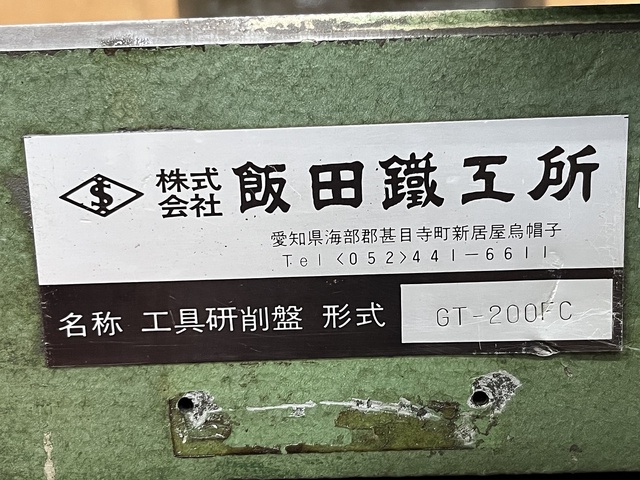 株式会社 飯田鐵工所
愛知県海部郡甚目寺町新居屋烏帽子
Tel<052>441-6611
名称 工具研削盤 形式 GT-200FC